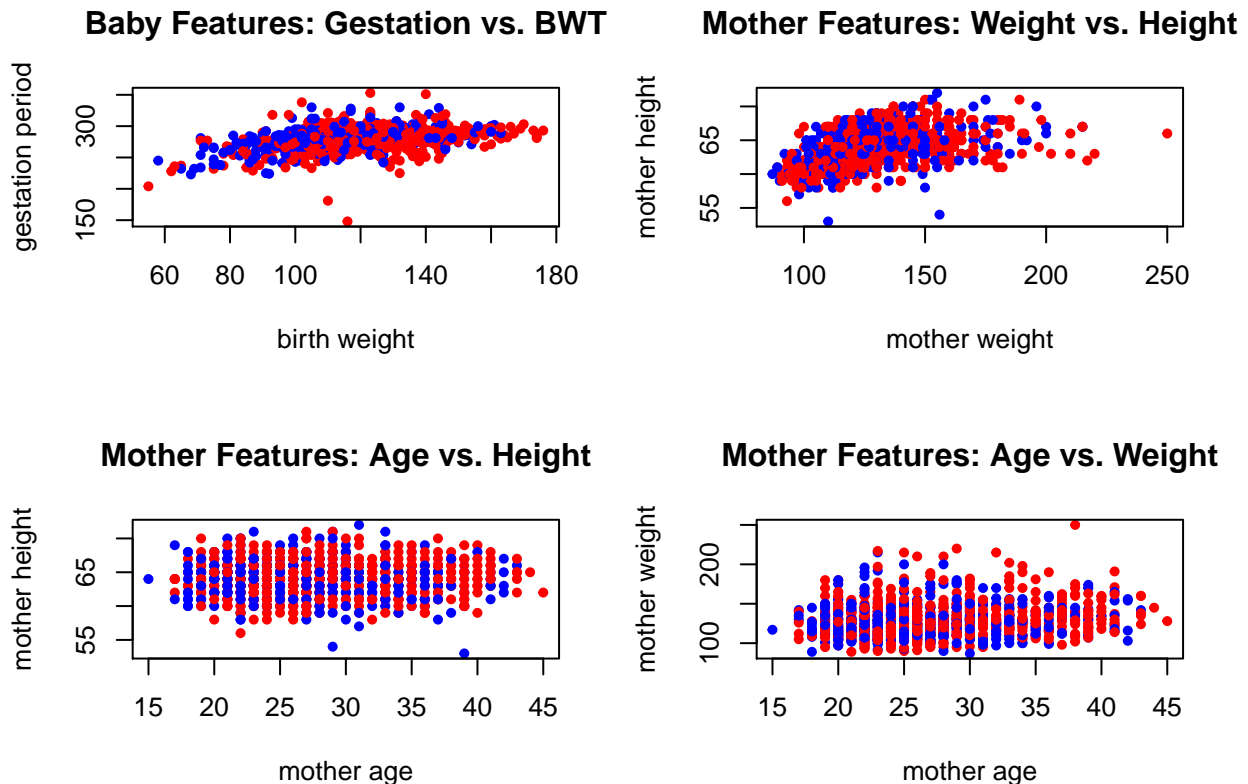 Baby Features: Gestation vs. BWT
gestation period
150
300
60
100
140
180
birth weight
Mother Features: Weight vs. Height
mother height
55
65
100
150
200
250
mother weight
Mother Features: Age vs. Height
mother height
55
65
15
20
25
30
35
40
45
mother age
Mother Features: Age vs. Weight
mother weight
100
200
15
20
25
30
35
40
45
mother age